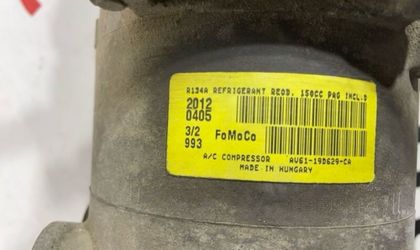 R134A REFRIGERANT REQD. 150CC PAG INCL.D
2012
0405
3/2 FoMoCo
993
A/C COMPRESSOR AV61-19D629-CA
MADE IN HUNGARY